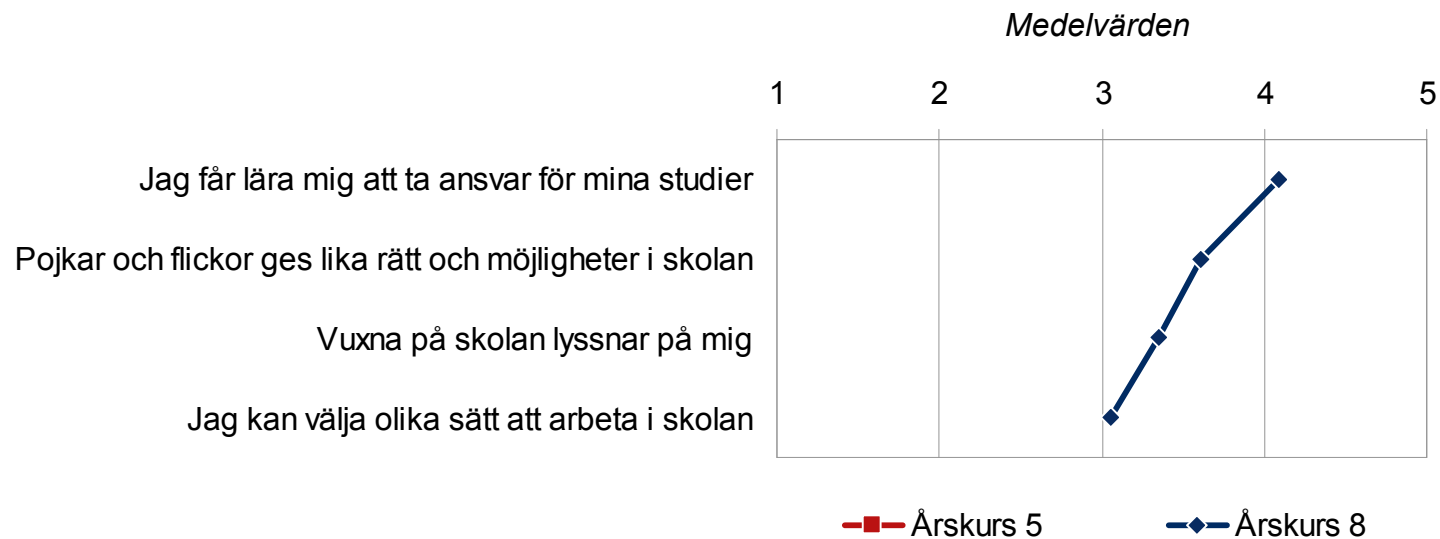 Medelvärden
1 2 3 4 5
Jag får lära mig att ta ansvar för mina studier
Pojkar och flickor ges lika rätt och möjligheter i skolan
Vuxna på skolan lyssnar på mig
Jag kan välja olika sätt att arbeta i skolan
Årskurs 5 Årskurs 8